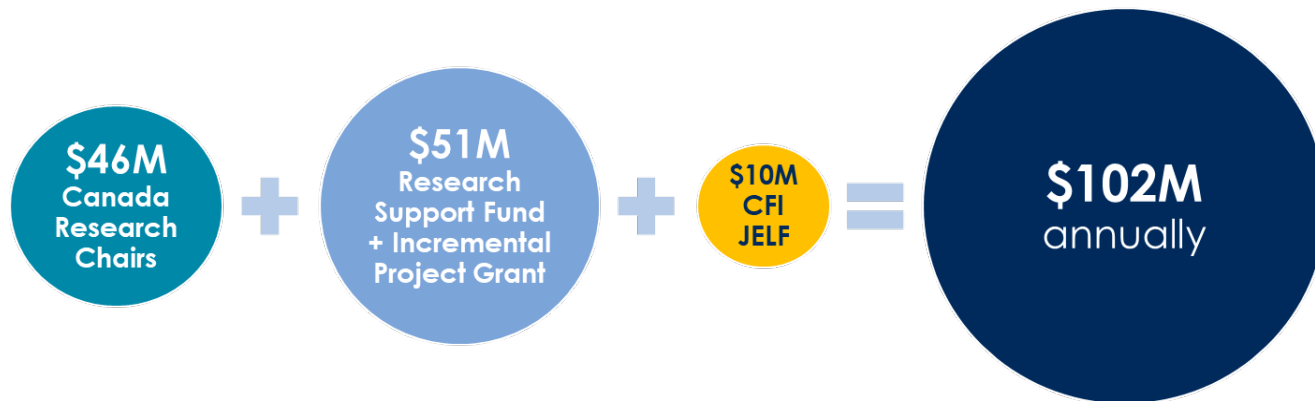 $46M
Canada
Research
Chairs
$51M
Research
Support Fund
+ Incremental
Project Grant
$10M
CFI
JELF
$102M
annually